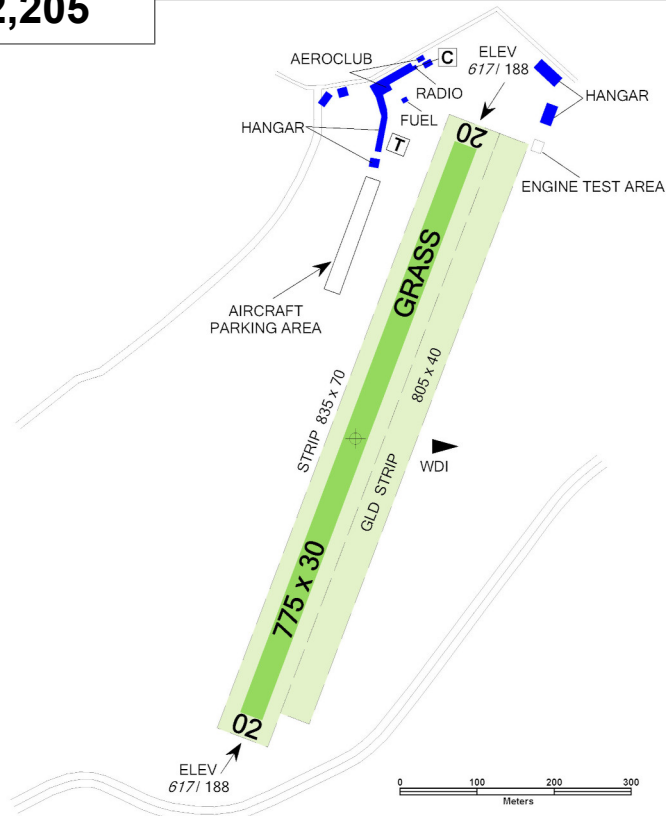 2,205
AEROCLUB
C
ELEV
617/ 188
RADIO
HANGAR
FUEL
HANGAR
T
20
ENGINE TEST AREA
GRASS
AIRCRAFT
PARKING AREA
STRIP 835 x 70
805 x 40
WDI
GLD STRIP
775 x 30
02
ELEV
617/ 188
0 100 200 300
Meters